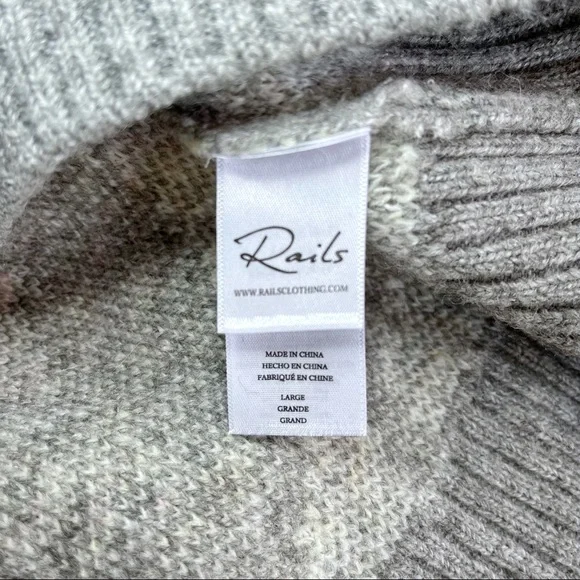 Rails
WWW.RAILSCLOTHING.COM
MADE IN CHINA
HECHO EN CHINA
FABRIQUÉ EN CHINE
LARGE
GRANDE
GRAND